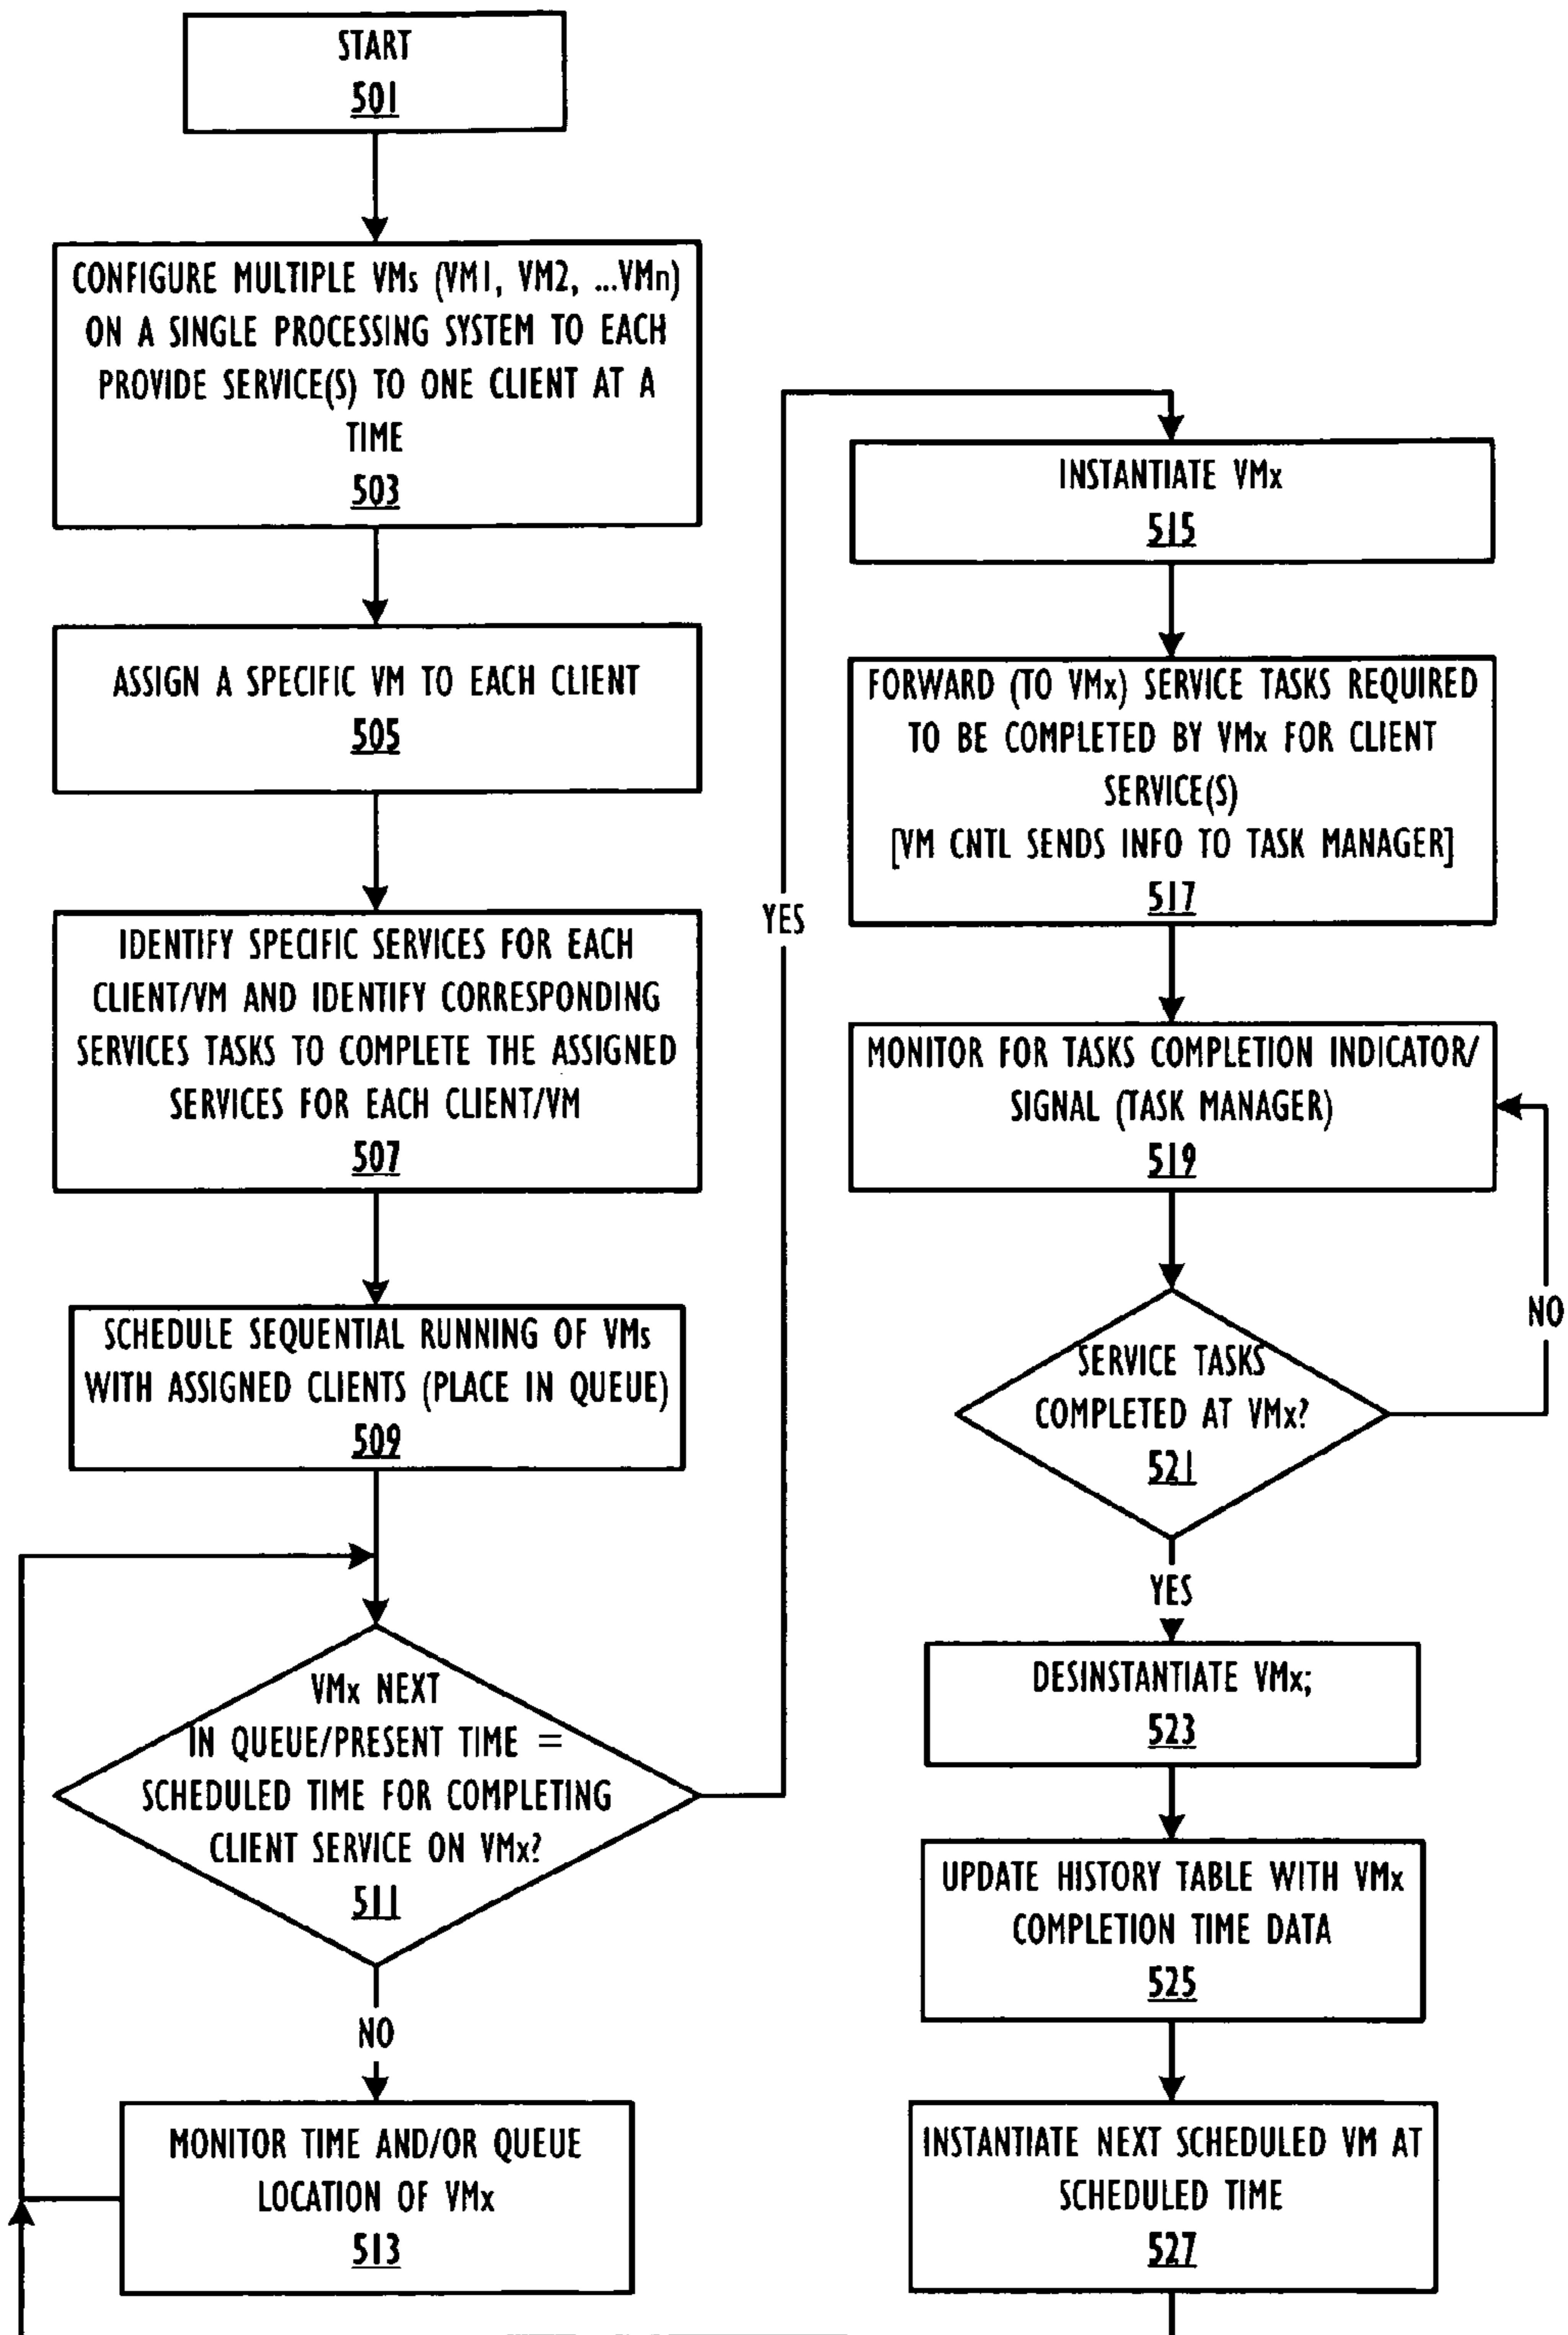 START
501
CONFIGURE MULTIPLE VMs (VM1, VM2, ...VMn)
ON A SINGLE PROCESSING SYSTEM TO EACH
PROVIDE SERVICE(S) TO ONE CLIENT AT A
TIME
503
ASSIGN A SPECIFIC VM TO EACH CLIENT
505
IDENTIFY SPECIFIC SERVICES FOR EACH
CLIENT/VM AND IDENTIFY CORRESPONDING
SERVICES TASKS TO COMPLETE THE ASSIGNED
SERVICES FOR EACH CLIENT/VM
507
SCHEDULE SEQUENTIAL RUNNING OF VMs
WITH ASSIGNED CLIENTS (PLACE IN QUEUE)
509
VMx NEXT
IN QUEUE/PRESENT TIME =
SCHEDULED TIME FOR COMPLETING
CLIENT SERVICE ON VMx?
511
NO
MONITOR TIME AND/OR QUEUE
LOCATION OF VMx
513
YES
INSTANTIATE VMx
515
FORWARD (TO VMx) SERVICE TASKS REQUIRED
TO BE COMPLETED BY VMx FOR CLIENT
SERVICE(S)
[VM CNTL SENDS INFO TO TASK MANAGER]
517
MONITOR FOR TASKS COMPLETION INDICATOR/
SIGNAL (TASK MANAGER)
519
SERVICE TASKS
COMPLETED AT VMx?
521
NO
YES
DESINSTANTIATE VMx;
523
UPDATE HISTORY TABLE WITH VMx
COMPLETION TIME DATA
525
INSTANTIATE NEXT SCHEDULED VM AT
SCHEDULED TIME
527